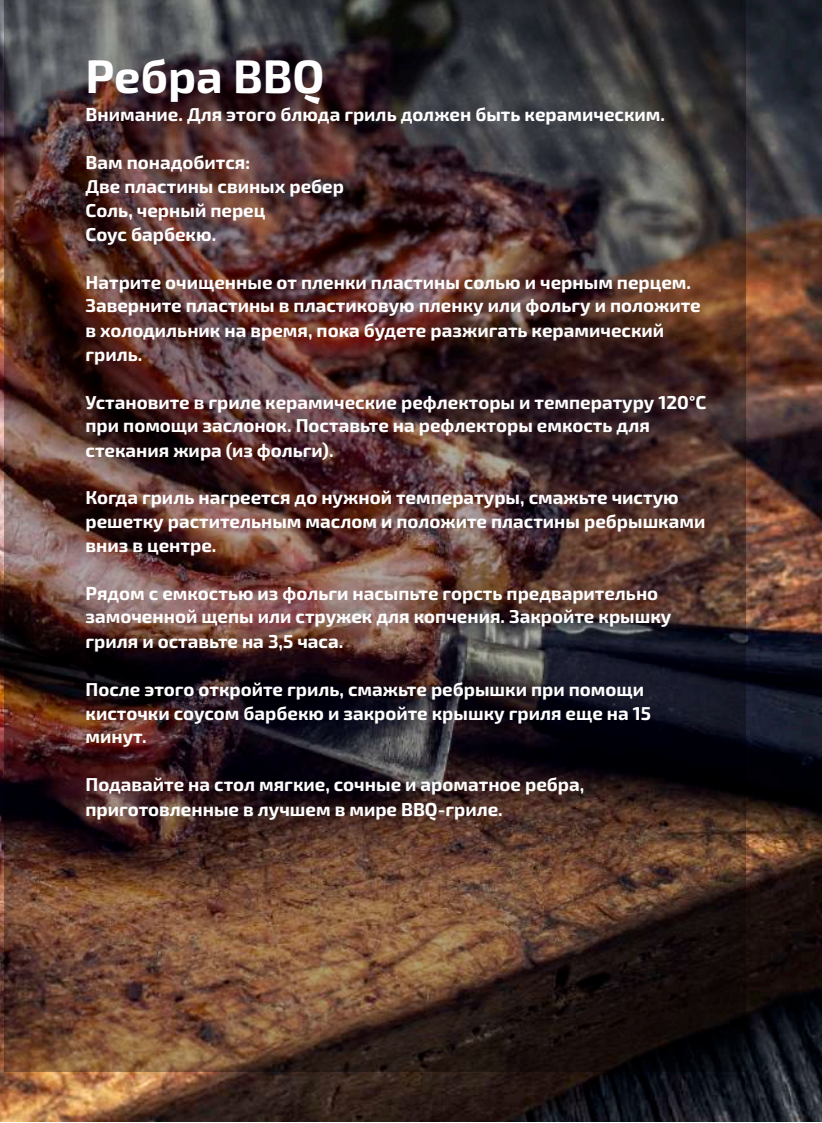 Ребра BBQ
Внимание. Для этого блюда гриль должен быть керамическим.
Вам понадобится:
Две пластины свиных ребер
Соль, черный перец
Соус барбекю.
Натрите очищенные от пленки пластины солью и черным перцем.
Заверните пластины в пластиковую пленку или фольгу и положите
в холодильник на время, пока будете разжигать керамический
гриль.
Установите в гриле керамические рефлекторы и температуру 120°C
при помощи заслонок. Поставьте на рефлекторы емкость для
стекания жира (из фольги).
Когда гриль нагреется до нужной температуры, смажьте чистую
решетку растительным маслом и положите пластины ребрышками
вниз в центре.
Рядом с емкостью из фольги насыпьте горсть предварительно
замоченной щепы или стружек для копчения. Закройте крышку
гриля и оставьте на 3,5 часа.
После этого откройте гриль, смажьте ребрышки при помощи
кисточки соусом барбекю и закройте крышку гриля еще на 15
минут.
Подавайте на стол мягкие, сочные и ароматное ребра,
приготовленные в лучшем в мире BBQ-гриле.